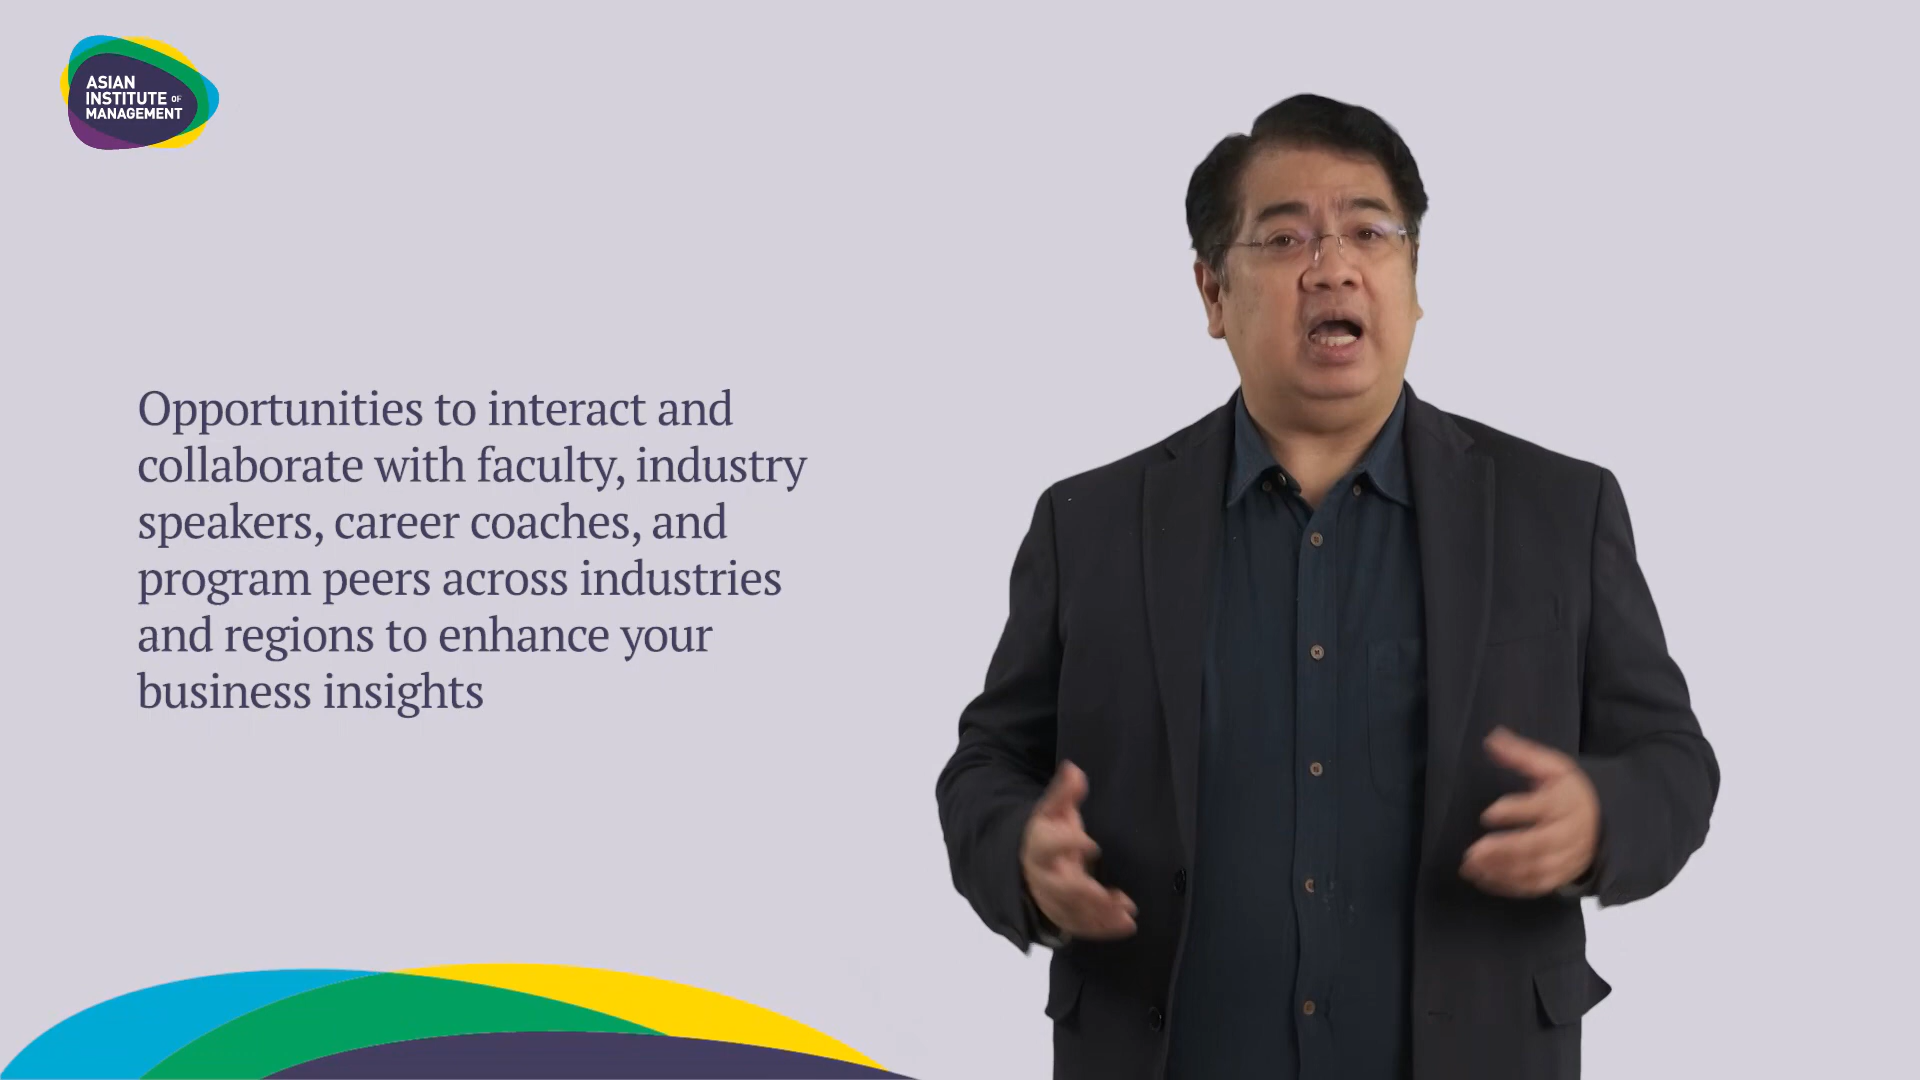 ASIAN
INSTITUTE OF
MANAGEMENT
Opportunities to interact and
collaborate with faculty, industry
speakers, career coaches, and
program peers across industries
and regions to enhance your
business insights